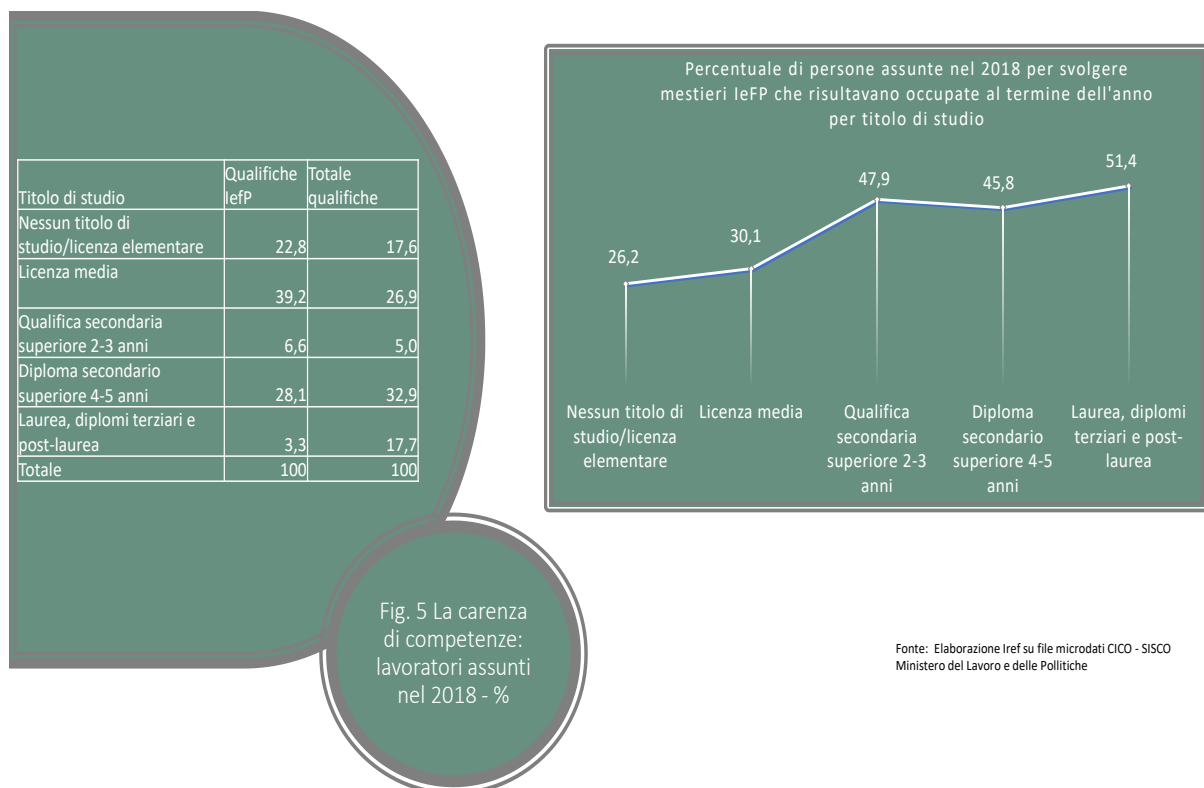 Titolo di studio Qualifiche IefP Totale qualifiche
Nessun titolo di studio/licenza elementare 22,8 17,6
Licenza media 39,2 26,9
Qualifica secondaria superiore 2-3 anni 6,6 5,0
Diploma secondario superiore 4-5 anni 28,1 32,9
Laurea, diplomi terziari e post-laurea 3,3 17,7
Totale 100 100
Percentuale di persone assunte nel 2018 per svolgere
mestieri IeFP che risultavano occupate al termine dell'anno
per titolo di studio
26,2
30,1
47,9
45,8
51,4
Nessun titolo di
studio/licenza
elementare
Licenza media
Qualifica
secondaria
superiore 2-3
anni
Diploma
secondario
superiore 4-5
anni
Laurea, diplomi
terziari e post-
laurea
Fig. 5 La carenza
di competenze:
lavoratori assunti
nel 2018 - %
Fonte: Elaborazione Iref su file microdati CICO - SISCO
Ministero del Lavoro e delle Pollitiche